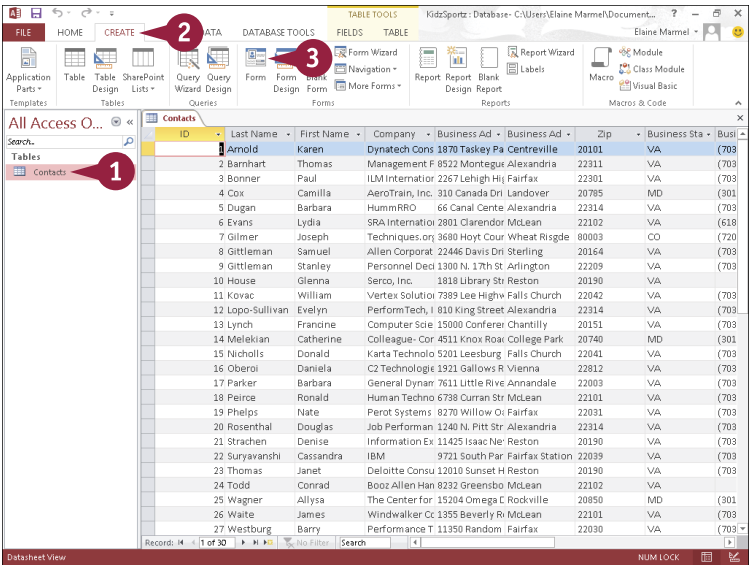 TABLE TOOLS KidzSportz : Database- C:\Users\Elaine Marmel\Document... ?
FILE HOME CREATE DATABASE TOOLS FIELDS TABLE Elaine Marmel
2
3
Application Parts
Table
Table Design
SharePoint Lists
Query Wizard
Query Design
Form
Form Design
Form
Form Wizard
Navigation
More Forms
Report
Report Design
Blank Report
Report Wizard
Labels
Macro
Module
Class Module
Visual Basic
Templates Tables Queries Forms Reports Macros & Code
All Access O...
Search...
Tables
Contacts
1
Contacts
ID Last Name First Name Company Business Ad Business Ad Zip Business Sta Busi
1 Arnold Karen Dynatech Cons 1870 Taskey Pa Centreville 20101 VA (703
2 Barnhart Thomas Management F 8522 Montegue Alexandria 22311 VA (703
3 Bonner Paul ILM Internation 2267 Lehigh Hig Fairfax 22301 VA (703
4 Cox Camilla AeroTrain, Inc. 310 Canada Dri Landover 20785 MD (301
5 Dugan Barbara HummRRO 66 Canal Cente Alexandria 22314 VA (703
6 Evans Lydia SRA Internation 2801 Clarendor McLean 22102 VA (618
7 Gilmer Joseph Techniques.org 3680 Hoyt Cour Wheat Risgde 80003 CO (720
8 Gittleman Samuel Allen Corporat 22446 Davis Dri Sterling 20164 VA (703
9 Gittleman Stanley Personnel Deci 1300 N. 17th St Arlington 22209 VA (703
10 House Glenna Serco, Inc. 1818 Library Str Reston 20190 VA
11 Kovac William Vertex Solution 7389 Lee Highw Falls Church 22042 VA (703
12 Lopo-Sullivan Evelyn PerformTech, I 810 King Street Alexandria 22314 VA (703
13 Lynch Francine Computer Scie 15000 Conferer Chantilly 20151 VA (703
14 Melekian Catherine Colleague- Cor 4511 Knox Road College Park 20740 MD (301
15 Nicholls Donald Karta Technolo 5201 Leesburg Falls Church 22041 VA (703
16 Oberoi Daniela C2 Technologie 1921 Gallows R Vienna 22812 VA (703
17 Parker Barbara General Dynam 7611 Little Rive Annandale 22003 VA (703
18 Peirce Ronald Human Techno 6738 Curran Str McLean 22101 VA (703
19 Phelps Nate Perot Systems 8270 Willow Oa Fairfax 22031 VA (703
20 Rosenthal Douglas Job Performan 1240 N. Pitt Str Alexandria 22314 VA (703
21 Strachen Denise Information Ex 11425 Isaac Nev Reston 20190 VA (703
22 Suryavanshi Cassandra IBM 9721 South Par Fairfax Station 22039 VA (703
23 Thomas Janet Deloitte Consu 12010 Sunset H Reston 20190 VA (703
24 Todd Conrad Booz Allen Han 8232 Greensbo McLean 22102 VA
25 Wagner Allysa The Center for 15204 Omega D Rockville 20850 MD (301
26 Waite James Windwalker Co 1355 Beverly R McLean 22101 VA (703
27 Westburg Barry Performance T 11350 Random Fairfax 22030 VA (703
Record: 1 of 30 No Filter Search
Datasheet View NUM LOCK